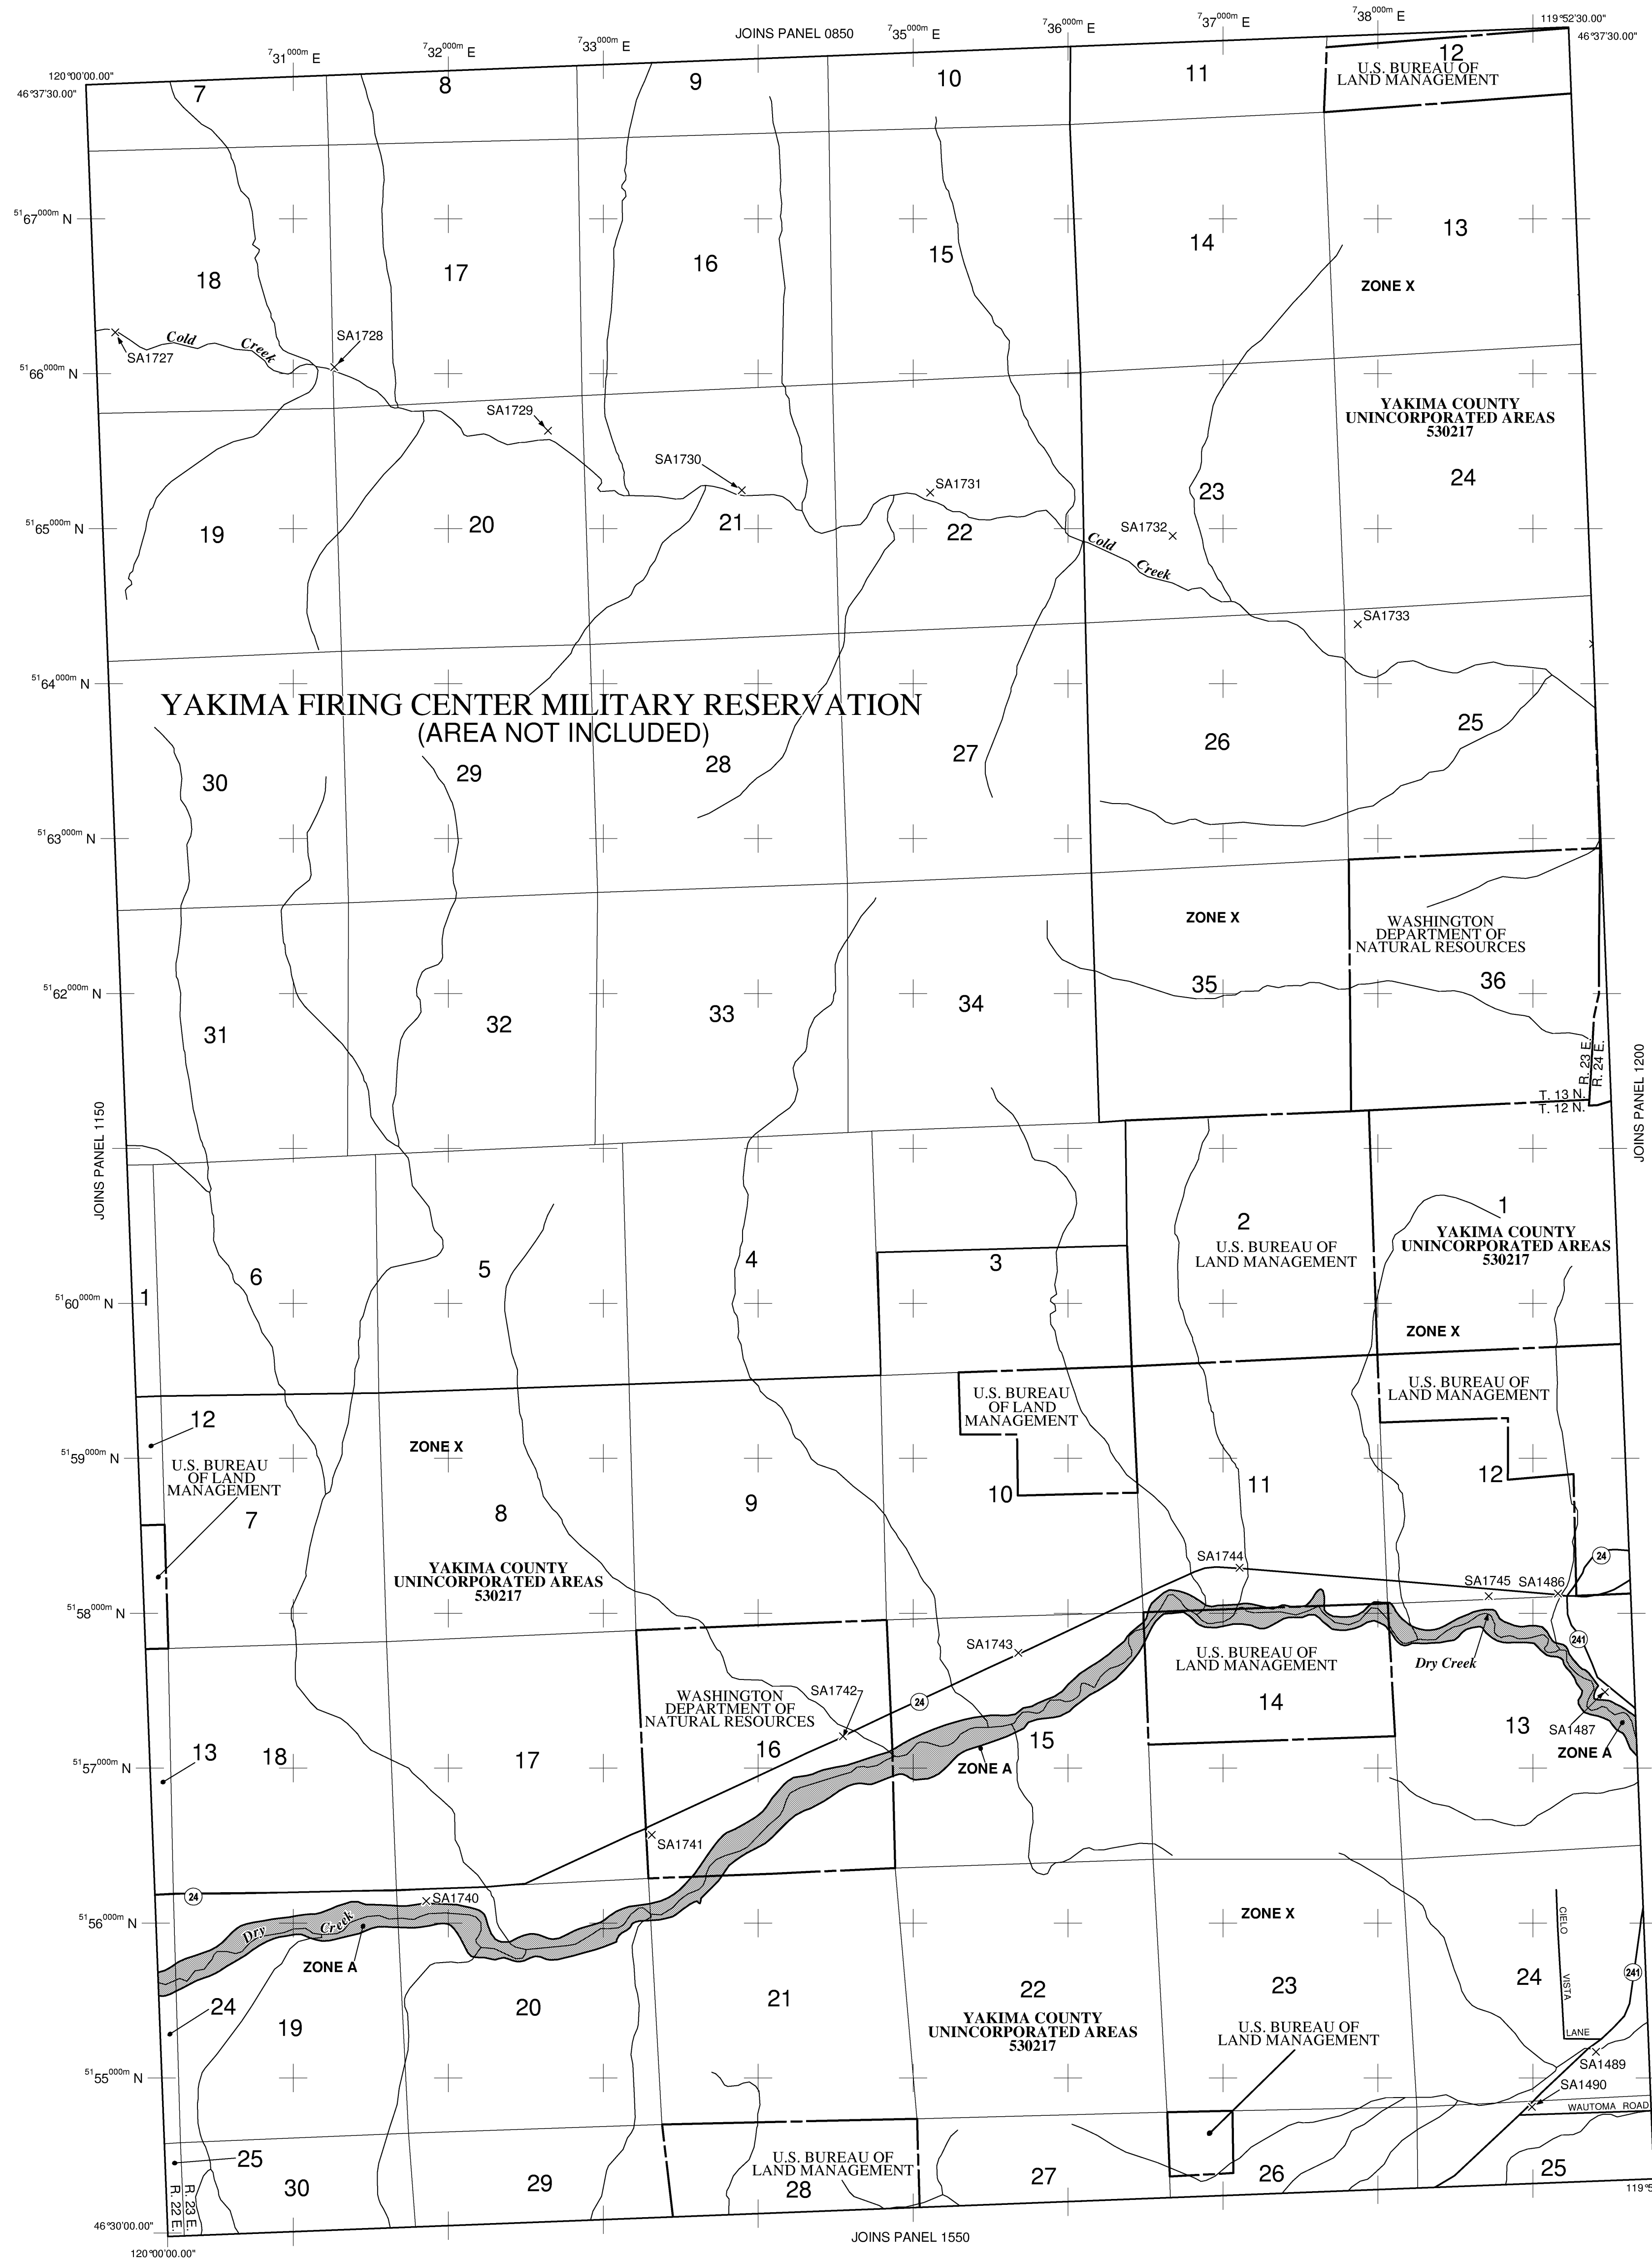 JOINS PANEL 0850
7 31 000m E
7 32 000m E
7 33 000m E
7 35 000m E
7 36 000m E
7 37 000m E
7 38 000m E
119°52'30.00"
46°37'30.00"
120°00'00.00"
46°37'30.00"
7
8
9
10
11
12
U.S. BUREAU OF
LAND MANAGEMENT
51 67 000m N
18
17
16
15
14
13
ZONE X
Cold
Creek
SA1727
SA1728
51 66 000m N
SA1729
YAKIMA COUNTY
UNINCORPORATED AREAS
530217
SA1730
SA1731
SA1732
51 65 000m N
19
20
21
22
23
24
Cold
Creek
SA1733
51 64 000m N
YAKIMA FIRING CENTER MILITARY RESERVATION
(AREA NOT INCLUDED)
30
29
28
27
26
25
51 63 000m N
ZONE X
WASHINGTON
DEPARTMENT OF
NATURAL RESOURCES
51 62 000m N
31
32
33
34
35
36
R. 23 E.
R. 24 E.
T. 13 N.
T. 12 N.
JOINS PANEL 1150
JOINS PANEL 1200
1
6
5
4
3
2
U.S. BUREAU OF
LAND MANAGEMENT
1
YAKIMA COUNTY
UNINCORPORATED AREAS
530217
51 60 000m N
ZONE X
12
U.S. BUREAU
OF LAND
MANAGEMENT
U.S. BUREAU OF
LAND MANAGEMENT
51 59 000m N
ZONE X
U.S. BUREAU
OF LAND
MANAGEMENT
7
8
9
10
11
12
YAKIMA COUNTY
UNINCORPORATED AREAS
530217
SA1744
SA1745
SA1486
24
51 58 000m N
SA1743
241
U.S. BUREAU OF
LAND MANAGEMENT
Dry Creek
14
WASHINGTON
DEPARTMENT OF
NATURAL RESOURCES
SA1742
24
13
18
17
16
15
13
SA1487
ZONE A
ZONE A
51 57 000m N
SA1741
24
SA1740
51 56 000m N
Dry
Creek
ZONE A
ZONE X
CIELO
VISTA
LANE
241
24
19
20
21
22
23
24
YAKIMA COUNTY
UNINCORPORATED AREAS
530217
U.S. BUREAU OF
LAND MANAGEMENT
51 55 000m N
SA1489
SA1490
WAUTOMA ROAD
25
30
29
U.S. BUREAU OF
LAND MANAGEMENT
28
27
26
25
R. 22 E.
R. 23 E.
46°30'00.00"
120°00'00.00"
JOINS PANEL 1550